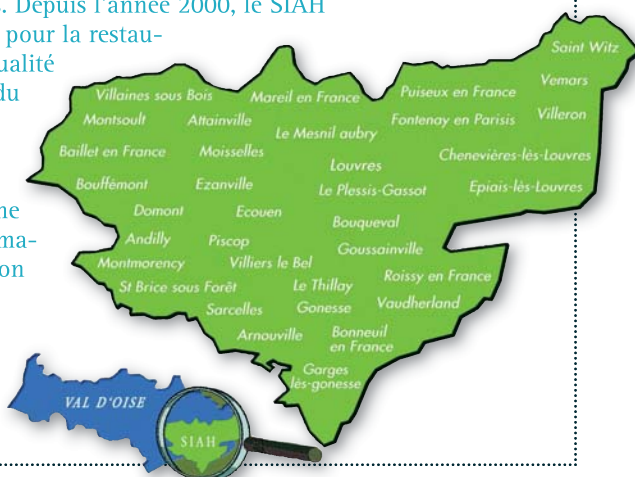 s. Depuis l'année 2000, le SIAH
pour la restau-
ualité
du
ne
ma-
on
Saint Witz
Vemars
Villaines sous Bois
Mareil en France
Puiseux en France
Montsoult
Attainville
Fontenay en Parisis
Villeron
Le Mesnil aubry
Baillet en France
Moisselles
Louvres
Chenevières-lès-Louvres
Bouffémont
Ezanville
Le Plessis-Gassot
Epiais-lès-Louvres
Domont
Ecouen
Bouqueval
Andilly
Piscop
Goussainville
Montmorency
Villiers le Bel
Roissy en France
St Brice sous Forêt
Le Thillay
Sarcelles
Gonesse
Vaudherland
Arnouville
Bonneuil
en France
Garges
lès-gonesse
VAL D'OISE
SIAH